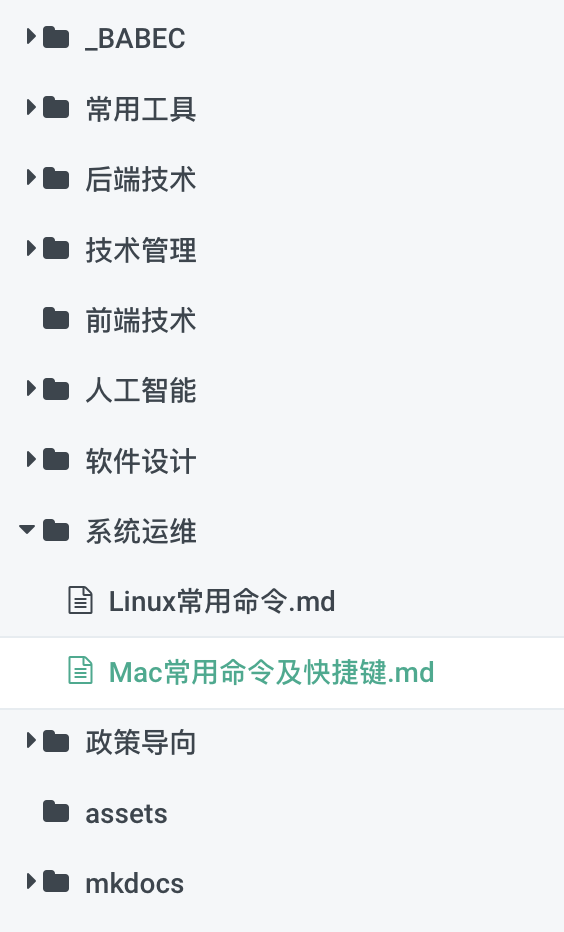 _BABEC
常用工具
后端技术
技术管理
前端技术
人工智能
软件设计
系统运维
Linux常用命令.md
Mac常用命令及快捷键.md
政策导向
assets
mkdocs